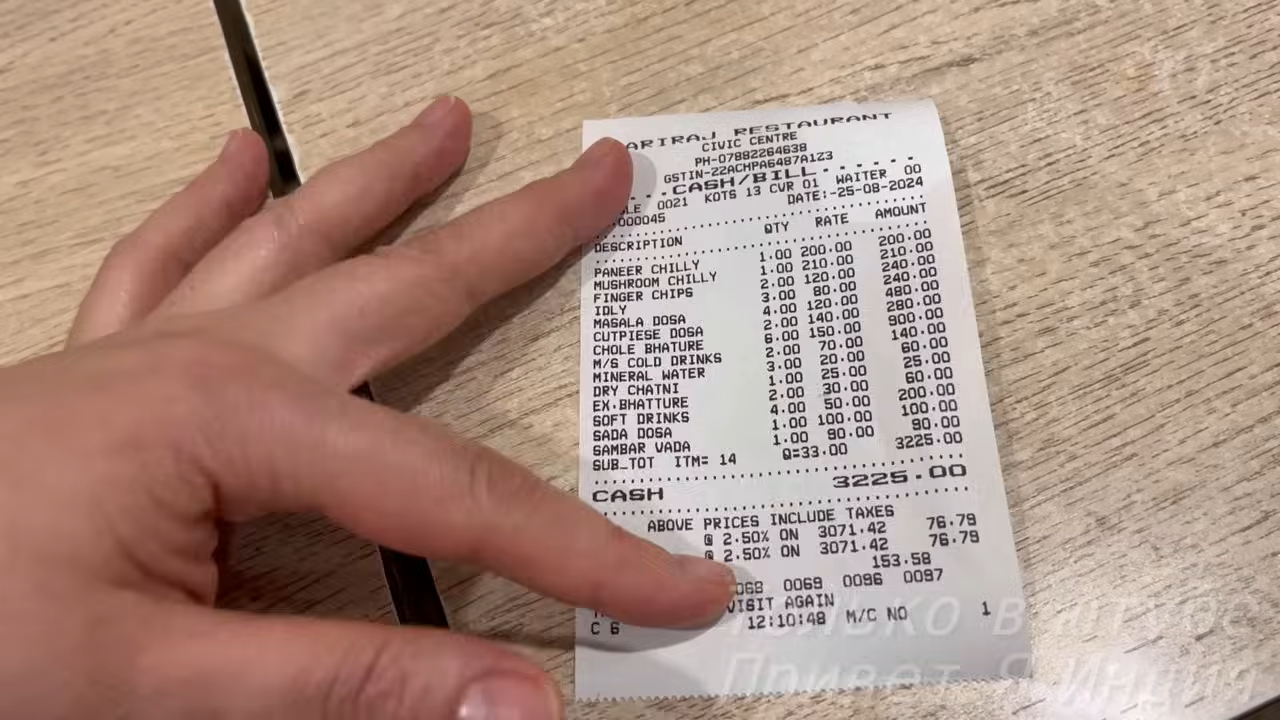 ARIRAJ RESTAURANT
CIVIC CENTRE
PH-07882264638
GSTIN-22ACHPA6487A123
...CASH/BILL.....
0021 KOTS 13 CVR 01 WAITER 00
000045 DATE:-25-08-2024
DESCRIPTION QTY RATE AMOUNT
PANEER CHILLY 1.00 200.00 200.00
MUSHROOM CHILLY 1.00 210.00 210.00
FINGER CHIPS 2.00 120.00 240.00
IDLY 3.00 80.00 240.00
MASALA DOSA 4.00 120.00 480.00
CUTPIESE DOSA 2.00 140.00 280.00
CHOLE BHATURE 6.00 150.00 900.00
M/S COLD DRINKS 2.00 70.00 140.00
MINERAL WATER 3.00 20.00 60.00
DRY CHATNI 1.00 25.00 25.00
EX.BHATTURE 2.00 30.00 60.00
SOFT DRINKS 4.00 50.00 200.00
SADA DOSA 1.00 100.00 100.00
SAMBAR VADA 1.00 90.00 90.00
SUB_TOT ITM= 14 Q=33.00 3225.00
CASH 3225.00
ABOVE PRICES INCLUDE TAXES
@ 2.50% ON 3071.42 76.79
@ 2.50% ON 3071.42 76.79
153.58
068 0069 0096 0097
VISIT AGAIN
C 6 12:10:48 M/C NO 1
только в ютубе
Привет Я Индия